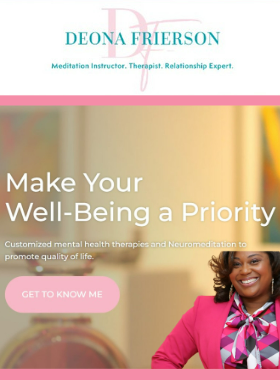 DF
DEONA FRIERSON
Meditation Instructor. Therapist. Relationship Expert.
Make Your
Well-Being a Priority
Customized mental health therapies and Neuromeditation to
promote quality of life.
GET TO KNOW ME